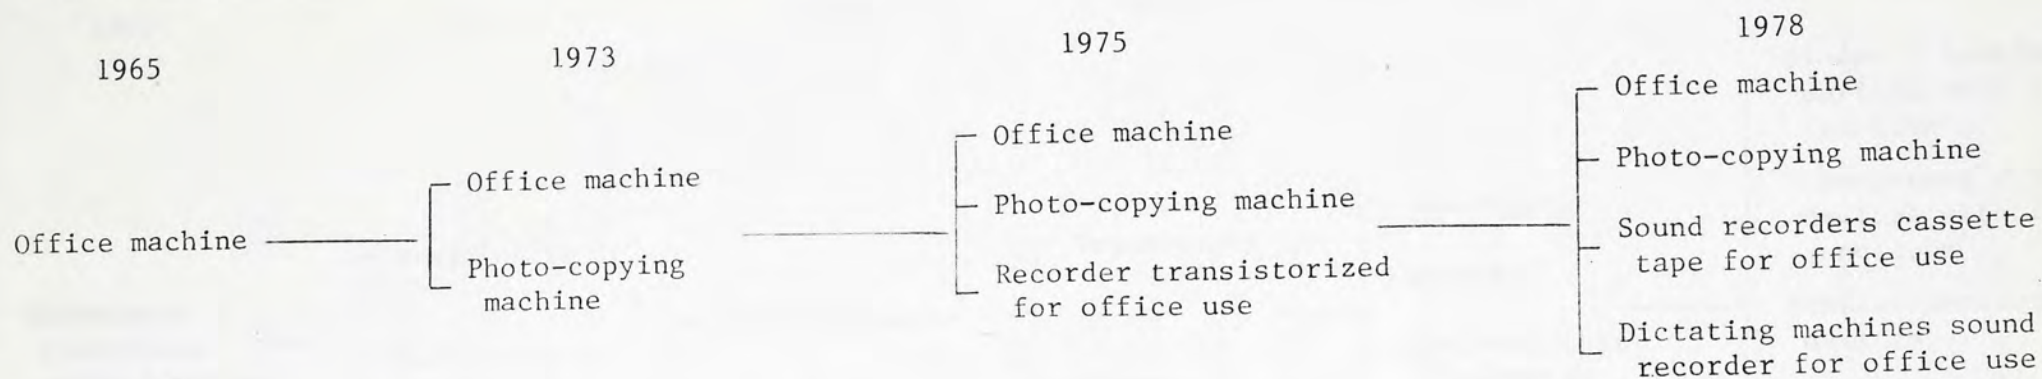 1965
Office machine
1973
Office machine
Photo-copying
machine
1975
Office machine
Photo-copying machine
Recorder transistorized
for office use
1978
Office machine
Photo-copying machine
Sound recorders cassette
tape for office use
Dictating machines sound
recorder for office use